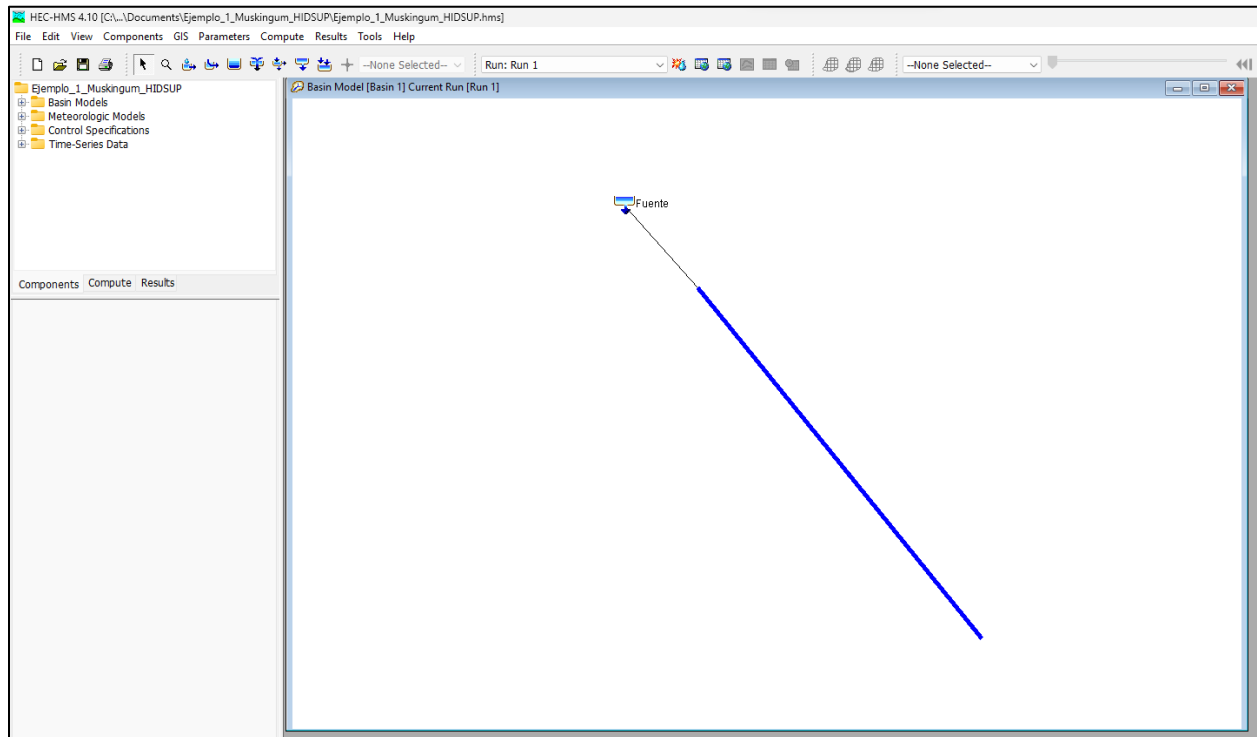 HEC-HMS 4.10 [C:\...\Documents\Ejemplo_1_Muskingum_HIDSUP\Ejemplo_1_Muskingum_HIDSUP.hms]
File Edit View Components GIS Parameters Compute Results Tools Help
--None Selected-- Run: Run 1 --None Selected--
Ejemplo_1_Muskingum_HIDSUP
Basin Models
Meteorologic Models
Control Specifications
Time-Series Data
Components Compute Results
Basin Model [Basin 1] Current Run [Run 1]
Fuente